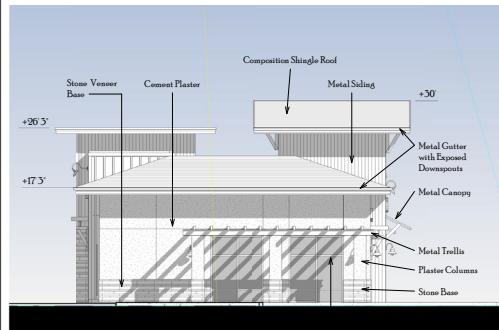 Composition Shingle Roof
Stone Veneer
Base
Cement Plaster
Metal Siding
+30'
+26'3"
Metal Gutter
with Exposed
Downspouts
+17'3"
Metal Canopy
Metal Trellis
Plaster Columns
Stone Base